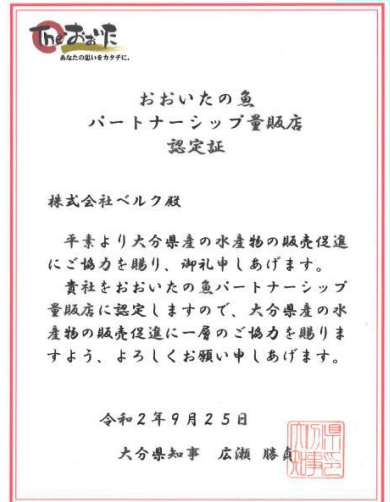 Theおおいた
あなたの思いをカタチに。
おおいたの魚
パートナーシップ量販店
認定証
株式会社ベルク殿
平素より大分県産の水産物の販売促進
にご協力を賜り、御礼申しあげます。
貴社をおおいたの魚パートナーシップ
量販店に認定しますので、大分県産の水
産物の販売促進に一層のご協力を賜りま
すよう、よろしくお願い申しあげます。
令和2年9月25日
大分県知事 広瀬 勝貞